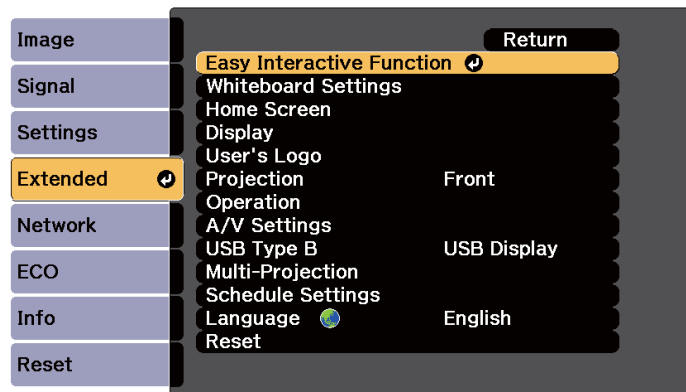 Image
Signal
Settings
Extended
Network
ECO
Info
Reset
Return
Easy Interactive Function
Whiteboard Settings
Home Screen
Display
User's Logo
Projection Front
Operation
A/V Settings
USB Type B USB Display
Multi-Projection
Schedule Settings
Language English
Reset